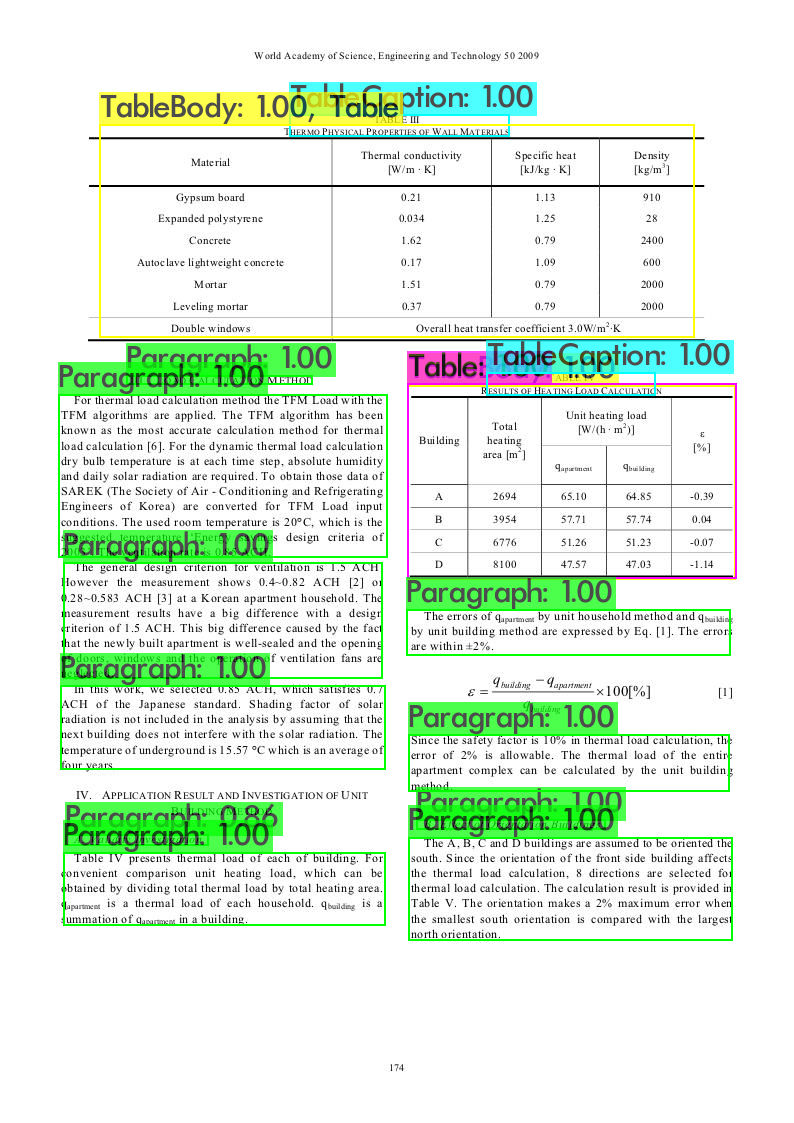 World Academy of Science, Engineering and Technology 50 2009
TableBody: 1.00, Table
TableCaption: 1.00
TABLE III
THERMO PHYSICAL PROPERTIES OF WALL MATERIALS
Material Thermal conductivity [W/m · K] Specific heat [kJ/kg · K] Density [kg/m³]
Gypsum board 0.21 1.13 910
Expanded polystyrene 0.034 1.25 28
Concrete 1.62 0.79 2400
Autoclave lightweight concrete 0.17 1.09 600
Mortar 1.51 0.79 2000
Leveling mortar 0.37 0.79 2000
Double windows Overall heat transfer coefficient 3.0W/m²·K
Paragraph: 1.00
Paragraph: 1.00
For thermal load calculation method the TFM Load with the
TFM algorithms are applied. The TFM algorithm has been
known as the most accurate calculation method for thermal
load calculation [6]. For the dynamic thermal load calculation
dry bulb temperature is at each time step, absolute humidity
and daily solar radiation are required. To obtain those data of
SAREK (The Society of Air - Conditioning and Refrigerating
Engineers of Korea) are converted for TFM Load input
conditions. The used room temperature is 20°C, which is the
design criteria of
Paragraph: 1.00
The general design criterion for ventilation is 1.5 ACH.
However the measurement shows 0.4~0.82 ACH [2] or
0.28~0.583 ACH [3] at a Korean apartment household. The
measurement results have a big difference with a design
criterion of 1.5 ACH. This big difference caused by the fact
that the newly built apartment is well-sealed and the opening
of doors, windows and the operation of ventilation fans are
Paragraph: 1.00
In this work, we selected 0.85 ACH, which satisfies 0.7
ACH of the Japanese standard. Shading factor of solar
radiation is not included in the analysis by assuming that the
next building does not interfere with the solar radiation. The
temperature of underground is 15.57 °C which is an average of
four years.
IV. APPLICATION RESULT AND INVESTIGATION OF UNIT
BUILDING METHOD
Paragraph: 0.86
Paragraph: 1.00
Table IV presents thermal load of each of building. For
convenient comparison unit heating load, which can be
obtained by dividing total thermal load by total heating area.
qapartment is a thermal load of each household. qbuilding is a
summation of qapartment in a building.
Table: 1.00
TableCaption: 1.00
TABLE IV
RESULTS OF HEATING LOAD CALCULATION
Building Total heating area [m²] Unit heating load [W/(h · m²)] ε [%]
qapartment qbuilding
A 2694 65.10 64.85 -0.39
B 3954 57.71 57.74 0.04
C 6776 51.26 51.23 -0.07
D 8100 47.57 47.03 -1.14
Paragraph: 1.00
The errors of qapartment by unit household method and qbuilding
by unit building method are expressed by Eq. [1]. The errors
are within ±2%.
ε = (qbuilding − qapartment) / qbuilding ×100[%] [1]
Paragraph: 1.00
Since the safety factor is 10% in thermal load calculation, the
error of 2% is allowable. The thermal load of the entire
apartment complex can be calculated by the unit building
method.
Paragraph: 1.00
Paragraph: 1.00
The A, B, C and D buildings are assumed to be oriented the
south. Since the orientation of the front side building affects
the thermal load calculation, 8 directions are selected for
thermal load calculation. The calculation result is provided in
Table V. The orientation makes a 2% maximum error when
the smallest south orientation is compared with the largest
north orientation.
174